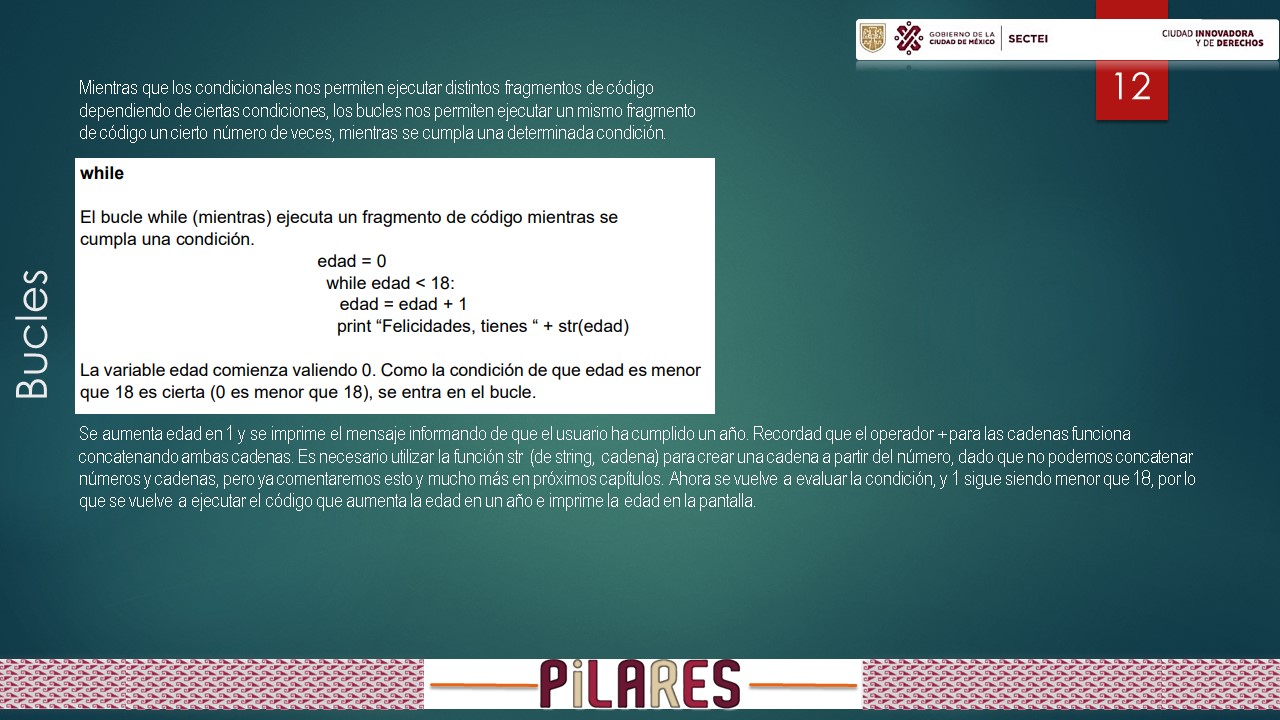 GOBIERNO DE LA
CIUDAD DE MÉXICO
SECTEI
CIUDAD INNOVADORA
Y DE DERECHOS
12
Mientras que los condicionales nos permiten ejecutar distintos fragmentos de código
dependiendo de ciertas condiciones, los bucles nos permiten ejecutar un mismo fragmento
de código un cierto número de veces, mientras se cumpla una determinada condición.
Bucles
while
El bucle while (mientras) ejecuta un fragmento de código mientras se
cumpla una condición.
edad = 0
while edad < 18:
edad = edad + 1
print “Felicidades, tienes “ + str(edad)
La variable edad comienza valiendo 0. Como la condición de que edad es menor
que 18 es cierta (0 es menor que 18), se entra en el bucle.
Se aumenta edad en 1 y se imprime el mensaje informando de que el usuario ha cumplido un año. Recordad que el operador + para las cadenas funciona
concatenando ambas cadenas. Es necesario utilizar la función str (de string, cadena) para crear una cadena a partir del número, dado que no podemos concatenar
números y cadenas, pero ya comentaremos esto y mucho más en próximos capítulos. Ahora se vuelve a evaluar la condición, y 1 sigue siendo menor que 18, por lo
que se vuelve a ejecutar el código que aumenta la edad en un año e imprime la edad en la pantalla.
PiLARES